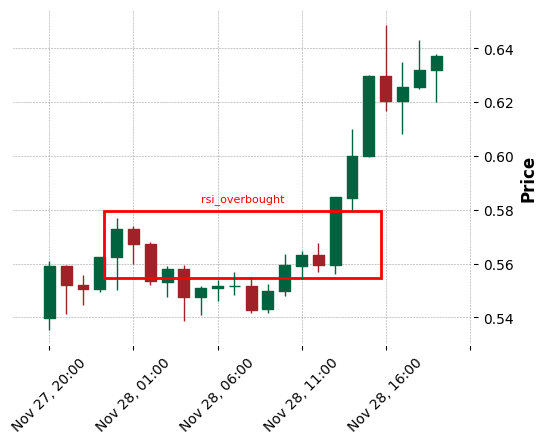 0.64
0.62
0.60
Price
rsi_overbought
0.58
0.56
0.54
Nov 27, 20:00
Nov 28, 01:00
Nov 28, 06:00
Nov 28, 11:00
Nov 28, 16:00